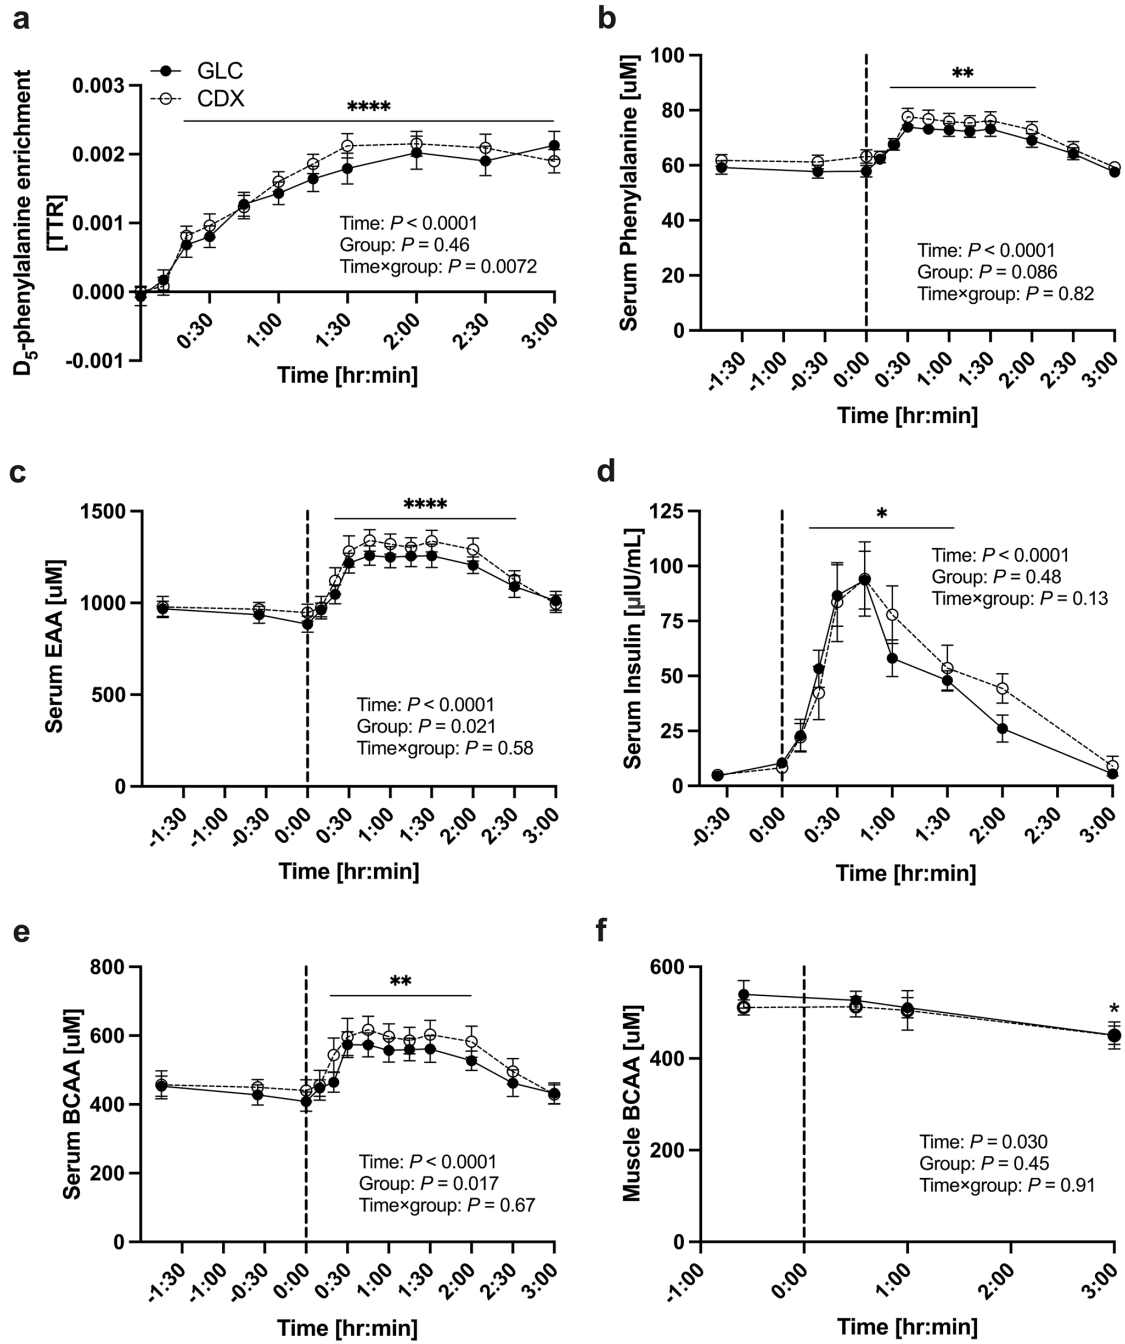 a
GLC
CDX
****
D5-phenylalanine enrichment
[TTR]
0.003
0.002
0.001
0.000
-0.001
Time: P < 0.0001
Group: P = 0.46
Time×group: P = 0.0072
0:30
1:00
1:30
2:00
2:30
3:00
Time [hr:min]
b
**
Serum Phenylalanine [uM]
100
80
60
40
20
0
Time: P < 0.0001
Group: P = 0.086
Time×group: P = 0.82
-1:30
-1:00
-0:30
0:00
0:30
1:00
1:30
2:00
2:30
3:00
Time [hr:min]
c
****
Serum EAA [uM]
1500
1000
500
0
Time: P < 0.0001
Group: P = 0.021
Time×group: P = 0.58
-1:30
-1:00
-0:30
0:00
0:30
1:00
1:30
2:00
2:30
3:00
Time [hr:min]
d
*
Serum Insulin [µIU/mL]
125
100
75
50
25
0
Time: P < 0.0001
Group: P = 0.48
Time×group: P = 0.13
-0:30
0:00
0:30
1:00
1:30
2:00
2:30
3:00
Time [hr:min]
e
**
Serum BCAA [uM]
800
600
400
200
0
Time: P < 0.0001
Group: P = 0.017
Time×group: P = 0.67
-1:30
-1:00
-0:30
0:00
0:30
1:00
1:30
2:00
2:30
3:00
Time [hr:min]
f
*
Muscle BCAA [uM]
600
400
200
0
Time: P = 0.030
Group: P = 0.45
Time×group: P = 0.91
-1:00
0:00
1:00
2:00
3:00
Time [hr:min]